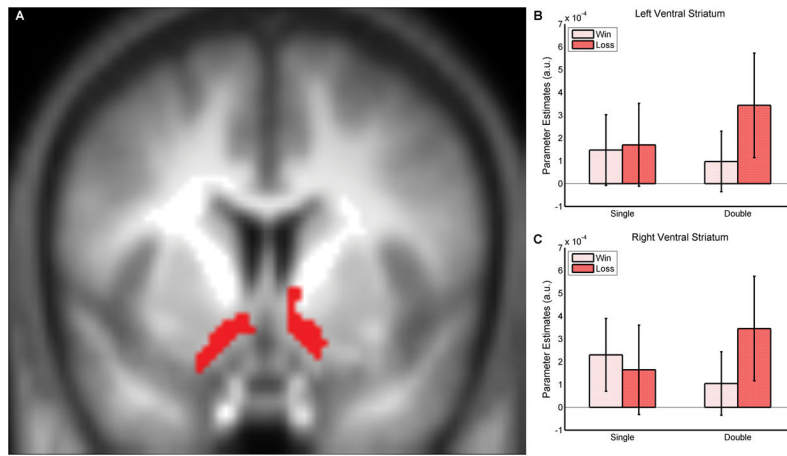 A
B
Left Ventral Striatum
7 x 10⁻⁴
Win
Loss
6
5
4
3
2
1
0
-1
Parameter Estimates (a.u.)
Single Double
C
Right Ventral Striatum
7 x 10⁻⁴
Win
Loss
6
5
4
3
2
1
0
-1
Parameter Estimates (a.u.)
Single Double